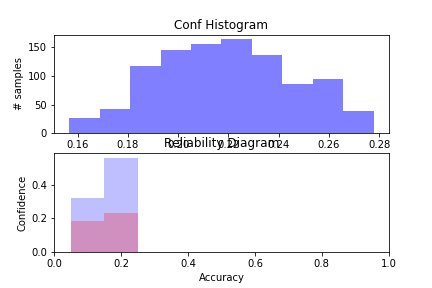 Conf Histogram
150
100
50
0
# samples
0.16 0.18 0.20 0.22 0.24 0.26 0.28
Reliability Diagram
0.4
0.2
0.0
Confidence
0.0 0.2 0.4 0.6 0.8 1.0
Accuracy